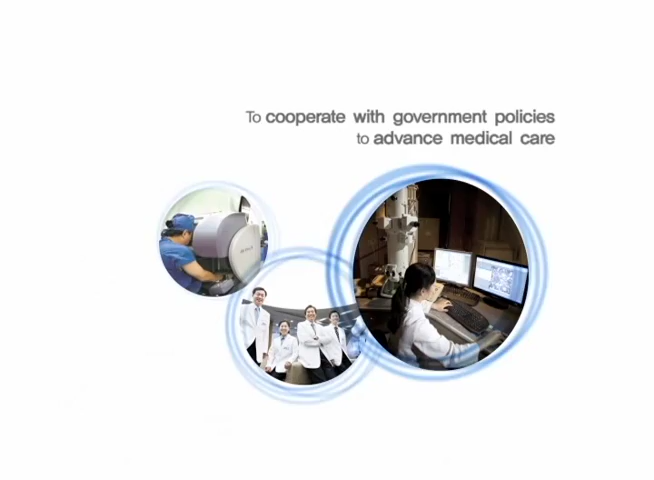 To cooperate with government policies
to advance medical care